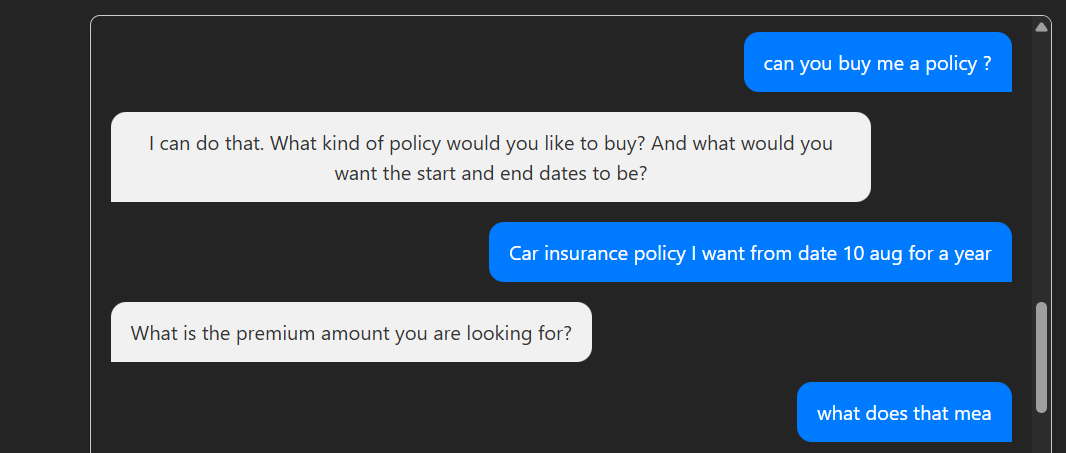 can you buy me a policy ?
I can do that. What kind of policy would you like to buy? And what would you
want the start and end dates to be?
Car insurance policy I want from date 10 aug for a year
What is the premium amount you are looking for?
what does that mea